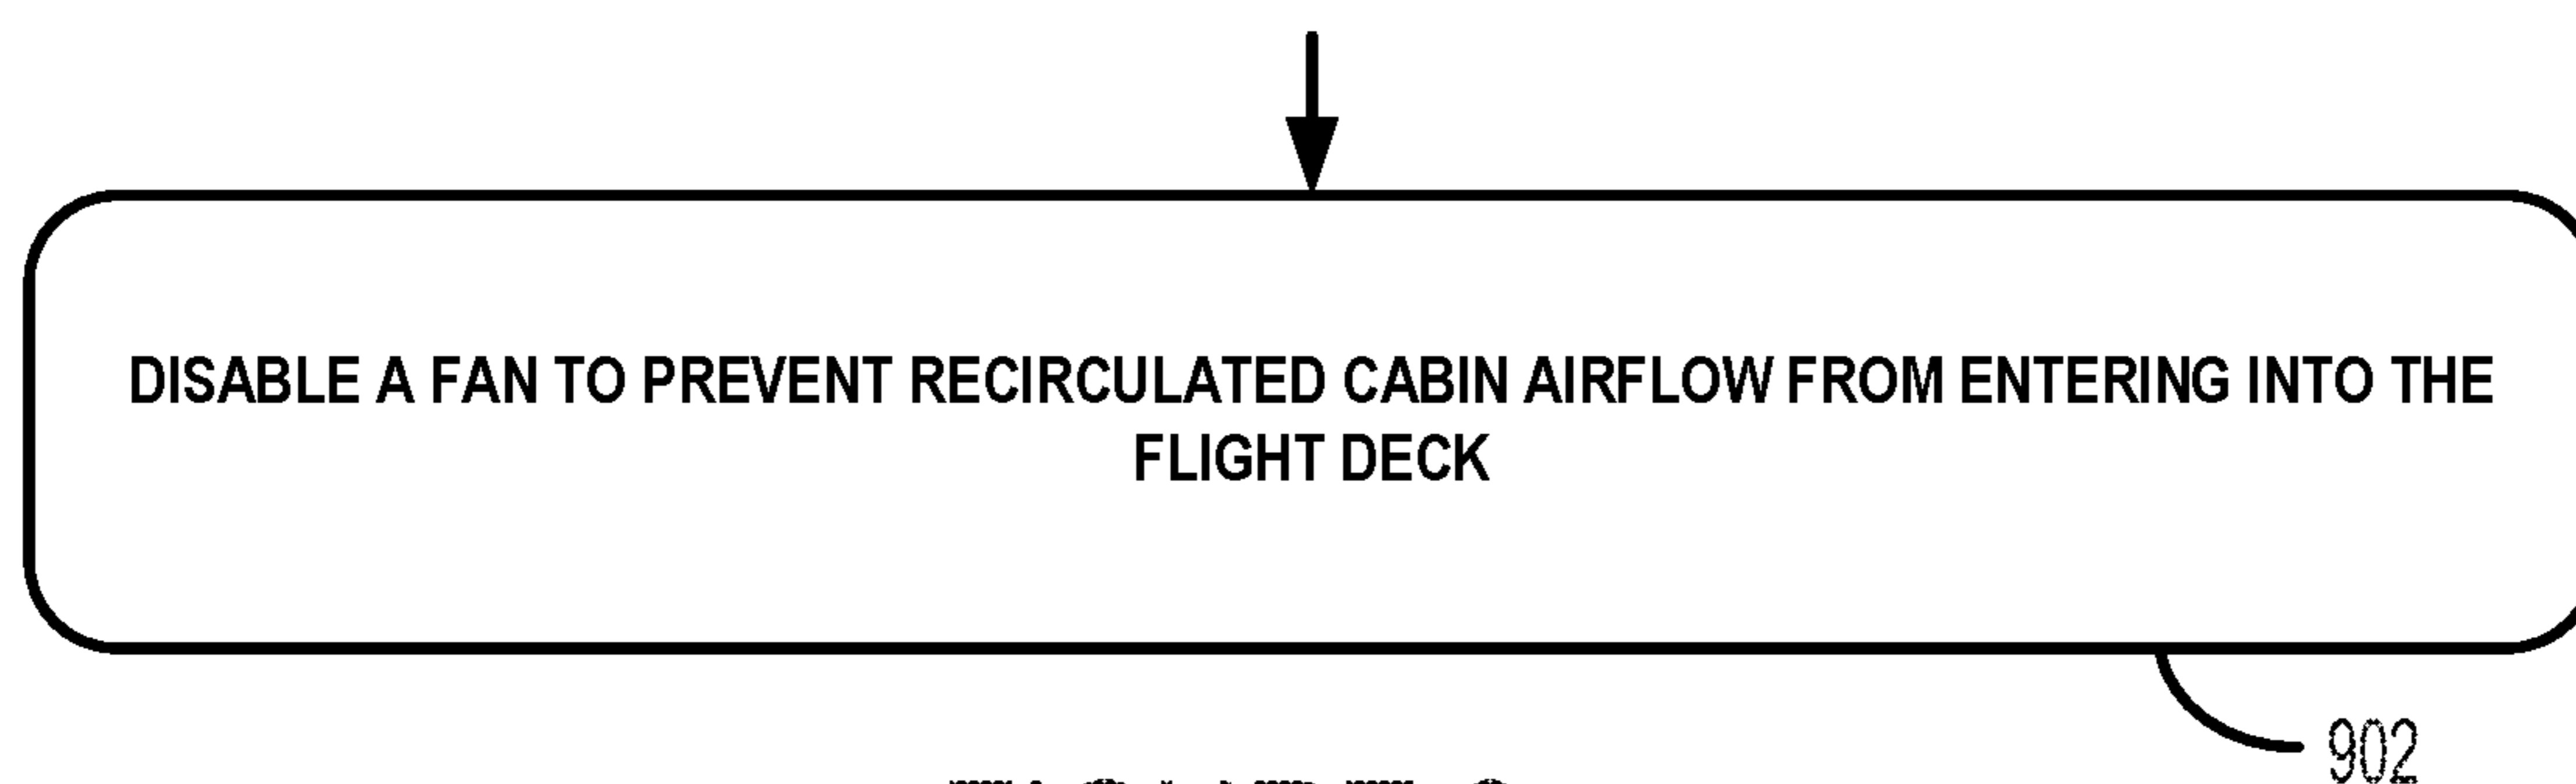 DISABLE A FAN TO PREVENT RECIRCULATED CABIN AIRFLOW FROM ENTERING INTO THE
FLIGHT DECK
902